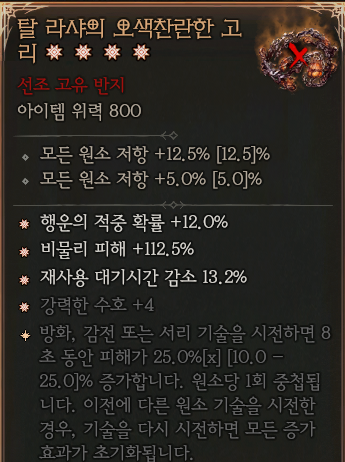 탈 라샤의 오색찬란한 고
리
선조 고유 반지
아이템 위력 800
모든 원소 저항 +12.5% [12.5]%
모든 원소 저항 +5.0% [5.0]%
행운의 적중 확률 +12.0%
비물리 피해 +112.5%
재사용 대기시간 감소 13.2%
강력한 수호 +4
방화, 감전 또는 서리 기술을 시전하면 8
초 동안 피해가 25.0%[x] [10.0 -
25.0]% 증가합니다. 원소당 1회 중첩됩
니다. 이전에 다른 원소 기술을 시전한
경우, 기술을 다시 시전하면 모든 증가
효과가 초기화됩니다.